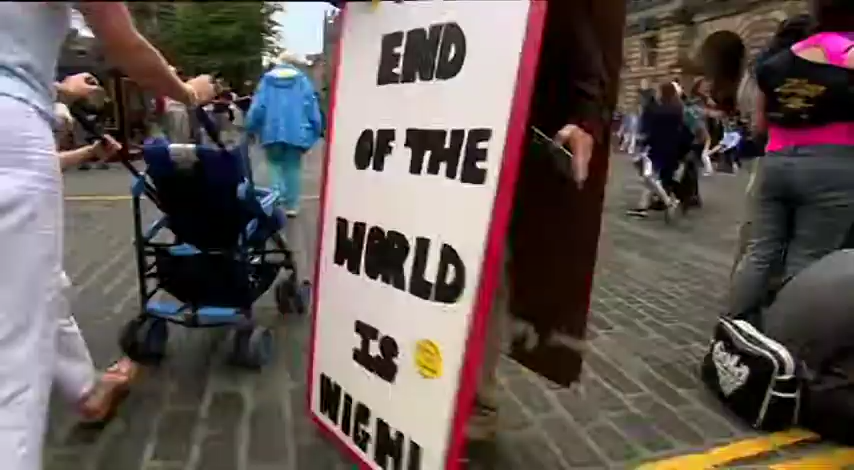 END
OF THE
WORLD
IS
NIGH!